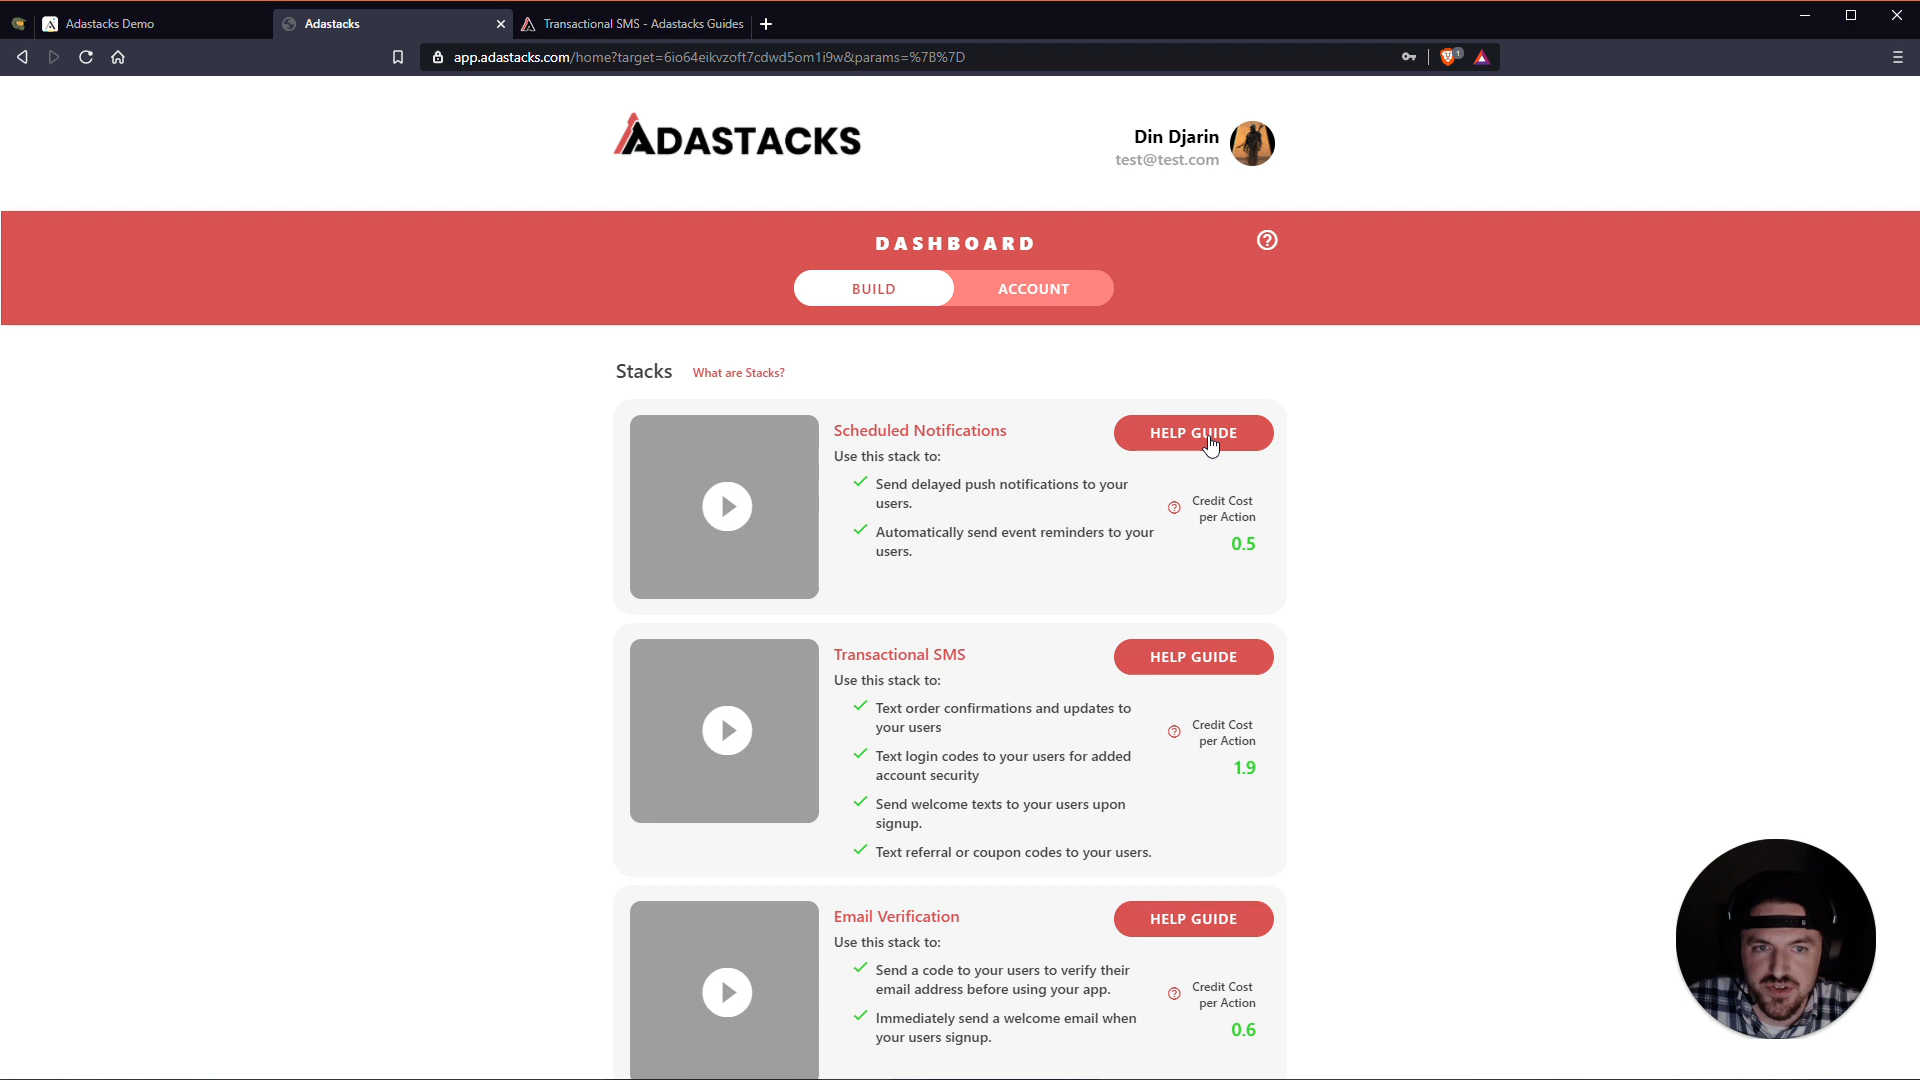 Adastacks Demo
Adastacks
Transactional SMS - Adastacks Guides
app.adastacks.com/home?target=6io64eikvzoft7cdwd5om1i9w&params=%7B%7D
1
ADASTACKS
Din Djarin
test@test.com
DASHBOARD
BUILD
ACCOUNT
Stacks
What are Stacks?
Scheduled Notifications
HELP GUIDE
Use this stack to:
Send delayed push notifications to your
users.
Automatically send event reminders to your
users.
Credit Cost
per Action
0.5
Transactional SMS
HELP GUIDE
Use this stack to:
Text order confirmations and updates to
your users
Text login codes to your users for added
account security
Send welcome texts to your users upon
signup.
Text referral or coupon codes to your users.
Credit Cost
per Action
1.9
Email Verification
HELP GUIDE
Use this stack to:
Send a code to your users to verify their
email address before using your app.
Immediately send a welcome email when
your users signup.
Credit Cost
per Action
0.6